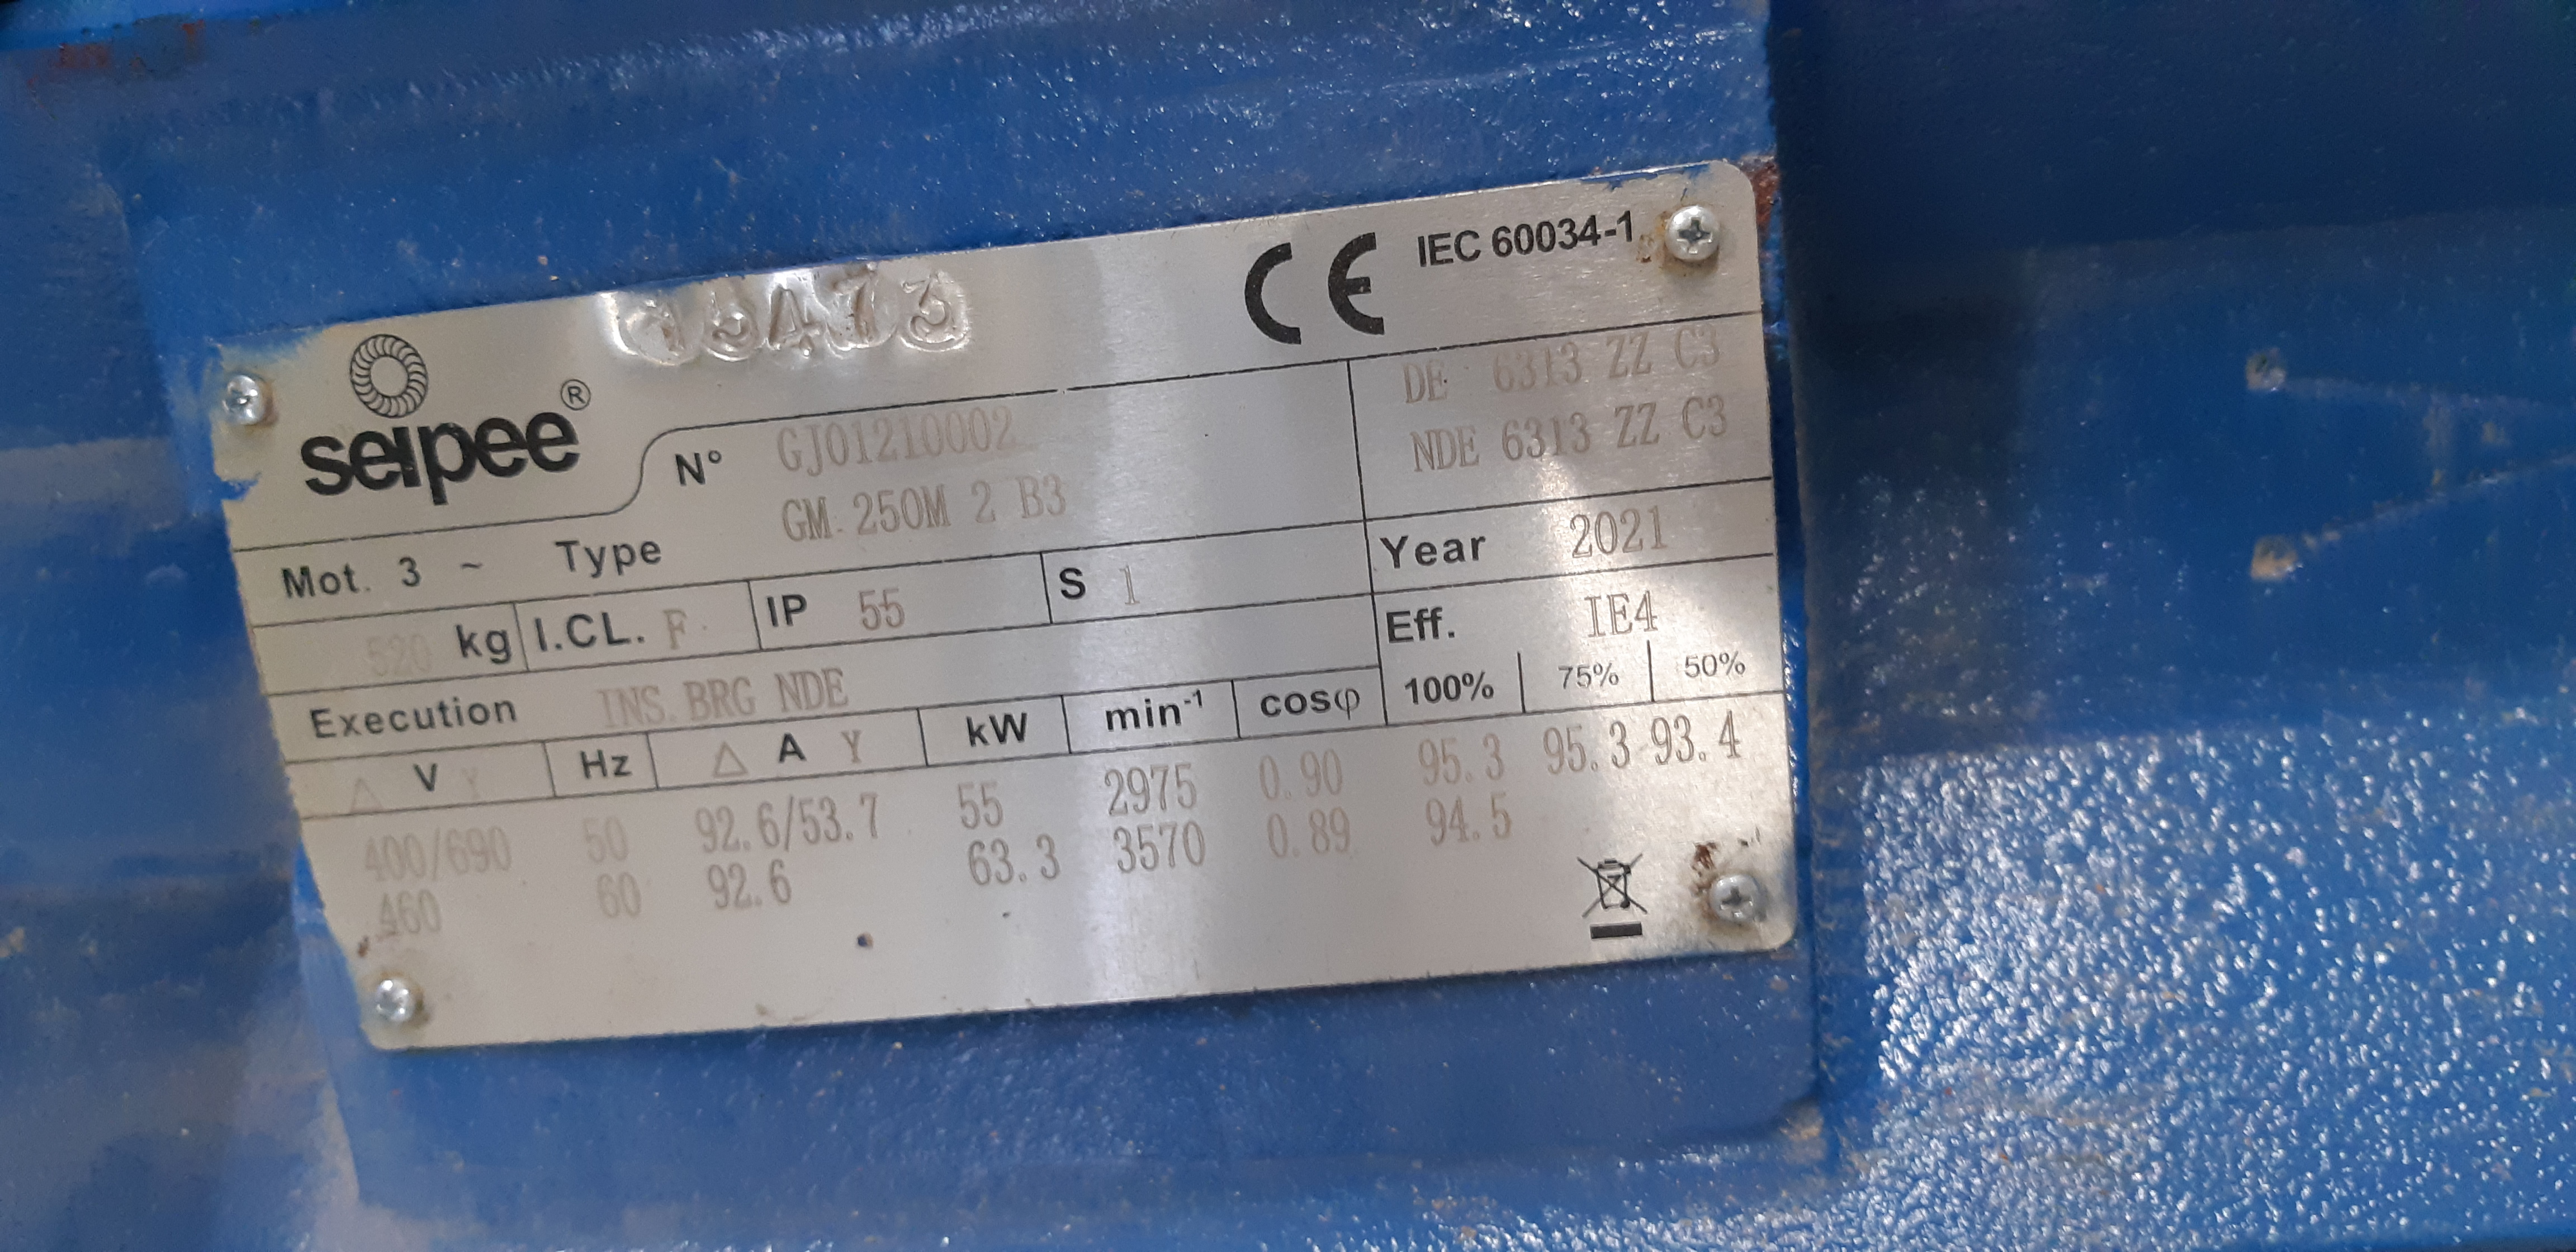 15473
CE IEC 60034-1
seipee®
N° GJ01210002
DE 6313 ZZ C3
NDE 6313 ZZ C3
Mot. 3 ~ Type GM 250M 2 B3
Year 2021
520 kg I.CL. F IP 55 S 1
Eff. IE4
Execution INS. BRG NDE
100% 75% 50%
△ V Y Hz △ A Y kW min⁻¹ cosφ
400/690 50 92.6/53.7 55 2975 0.90 95.3 95.3 93.4
460 60 92.6 63.3 3570 0.89 94.5